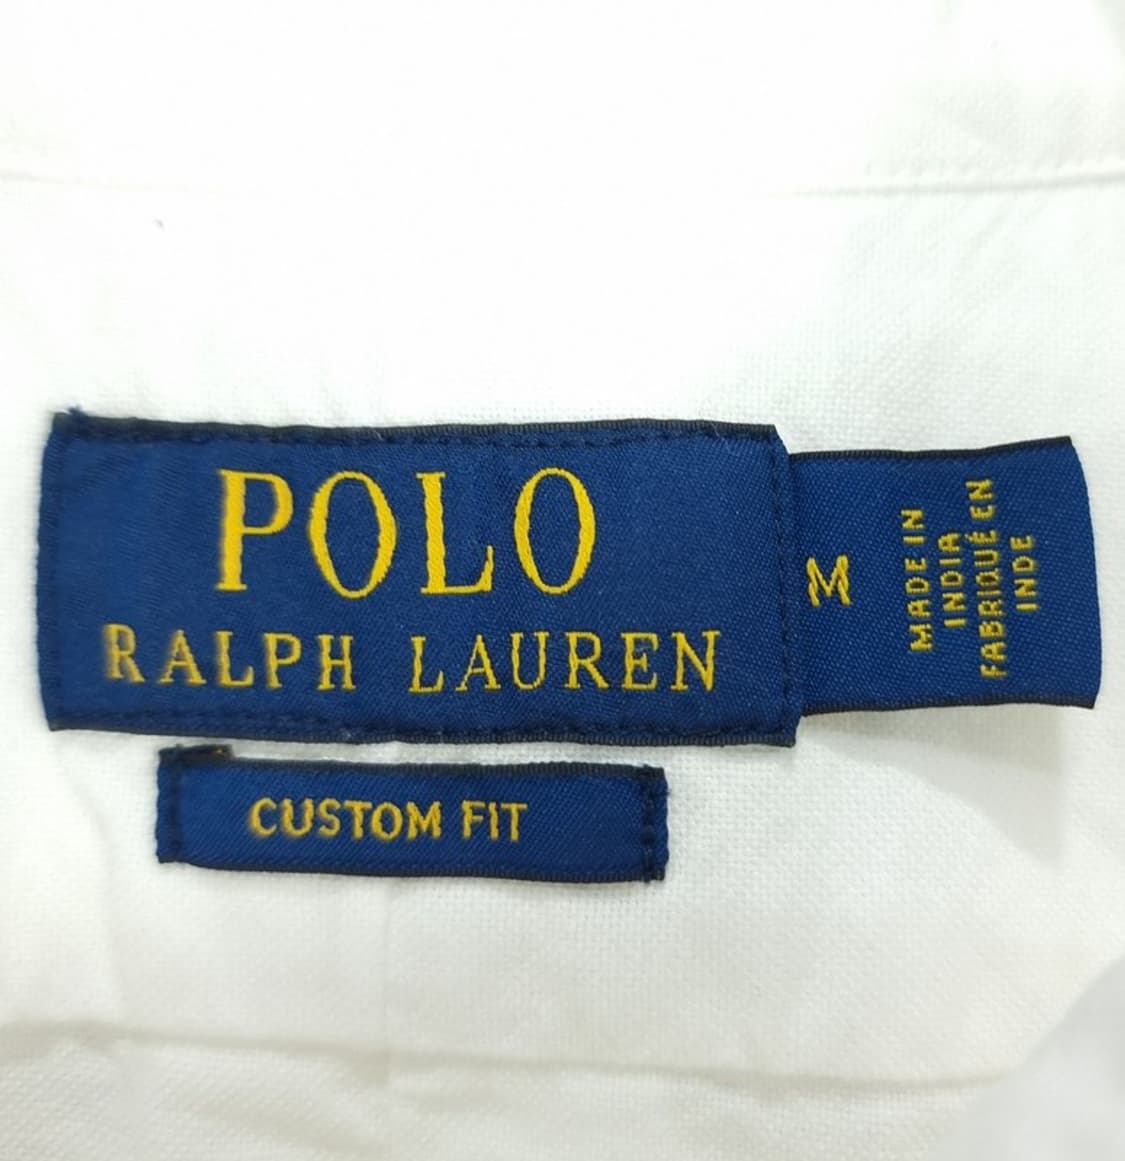 POLO
RALPH LAUREN
M
MADE IN
INDIA
FABRIQUÉ EN
INDE
CUSTOM FIT